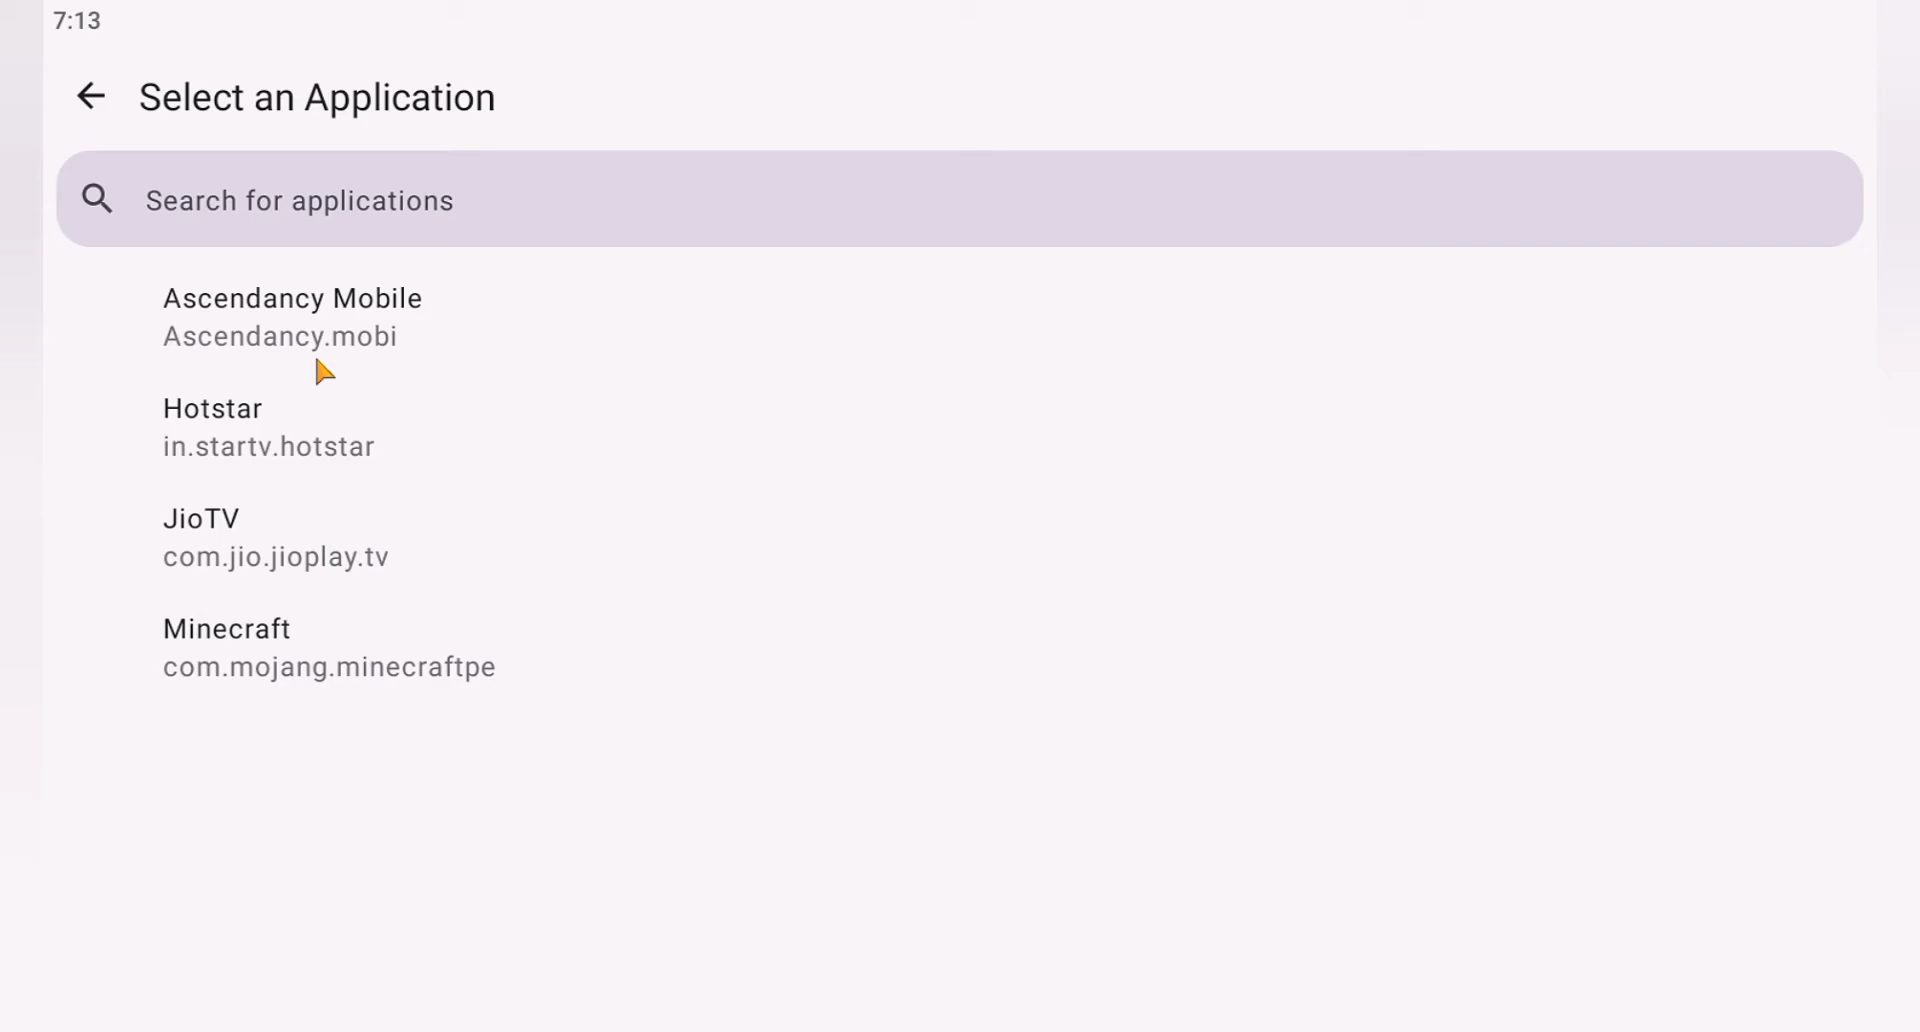 7:13
Select an Application
Search for applications
Ascendancy Mobile
Ascendancy.mobi
Hotstar
in.startv.hotstar
JioTV
com.jio.jioplay.tv
Minecraft
com.mojang.minecraftpe